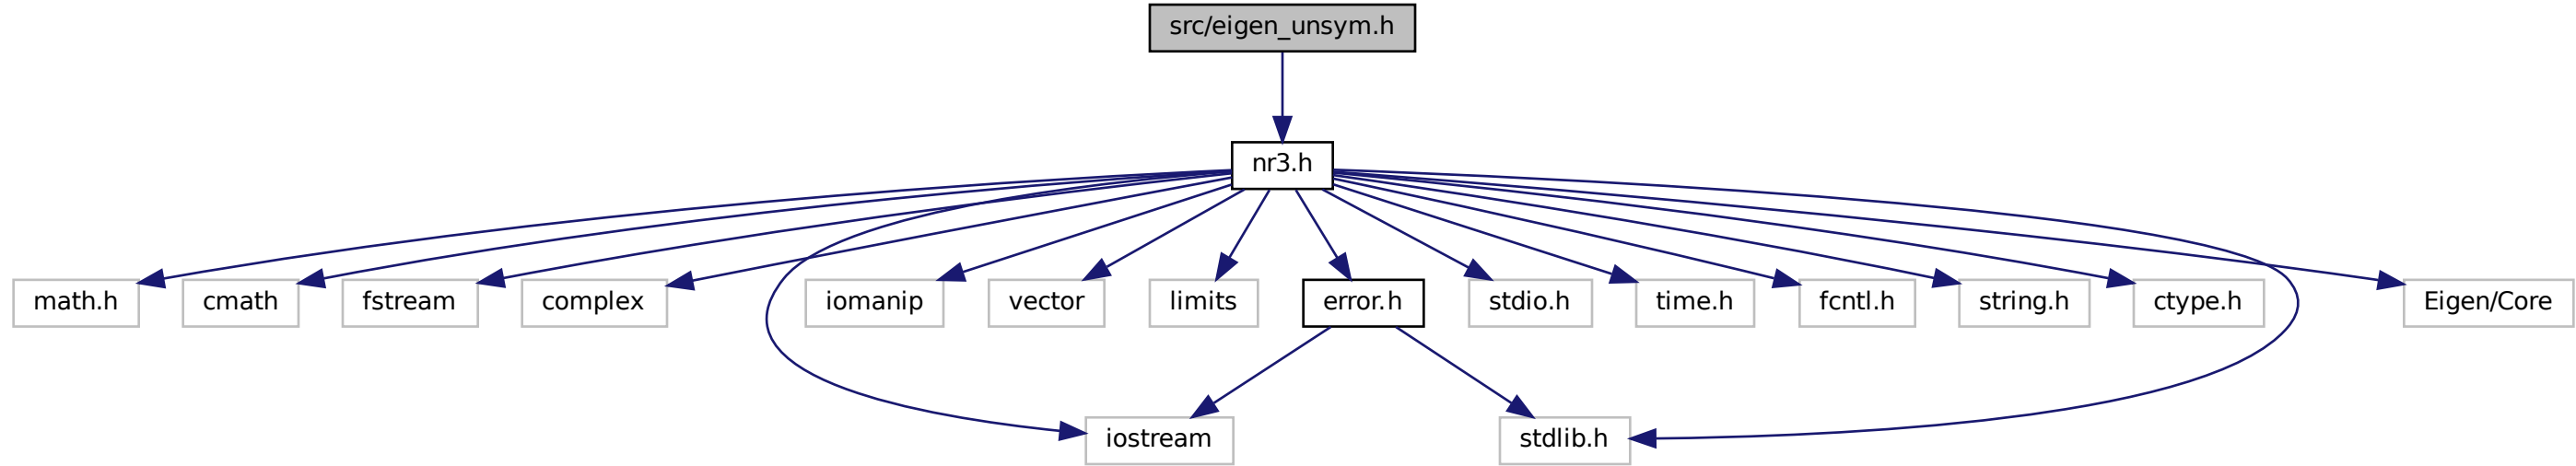 src/eigen_unsym.h
nr3.h
math.h
cmath
fstream
complex
iomanip
vector
limits
error.h
stdio.h
time.h
fcntl.h
string.h
ctype.h
Eigen/Core
iostream
stdlib.h